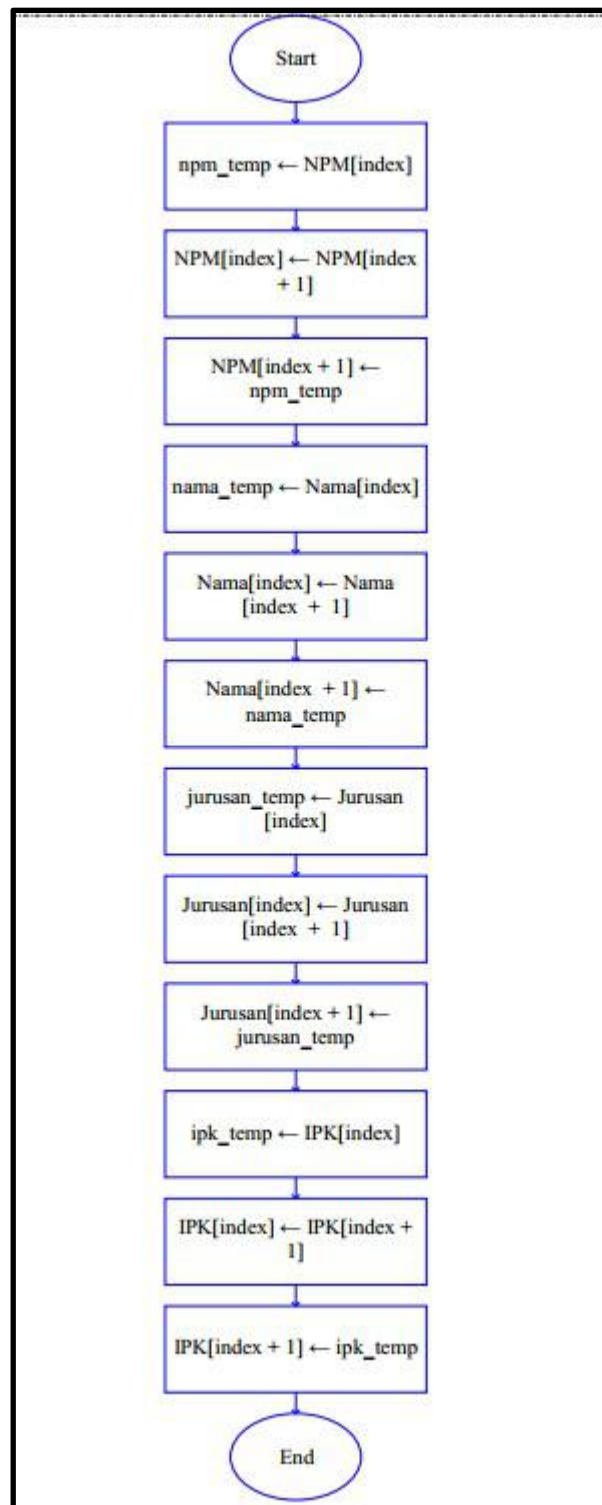 Start
npm_temp ← NPM[index]
NPM[index] ← NPM[index
+ 1]
NPM[index + 1] ←
npm_temp
nama_temp ← Nama[index]
Nama[index] ← Nama
[index + 1]
Nama[index + 1] ←
nama_temp
jurusan_temp ← Jurusan
[index]
Jurusan[index] ← Jurusan
[index + 1]
Jurusan[index + 1] ←
jurusan_temp
ipk_temp ← IPK[index]
IPK[index] ← IPK[index +
1]
IPK[index + 1] ← ipk_temp
End